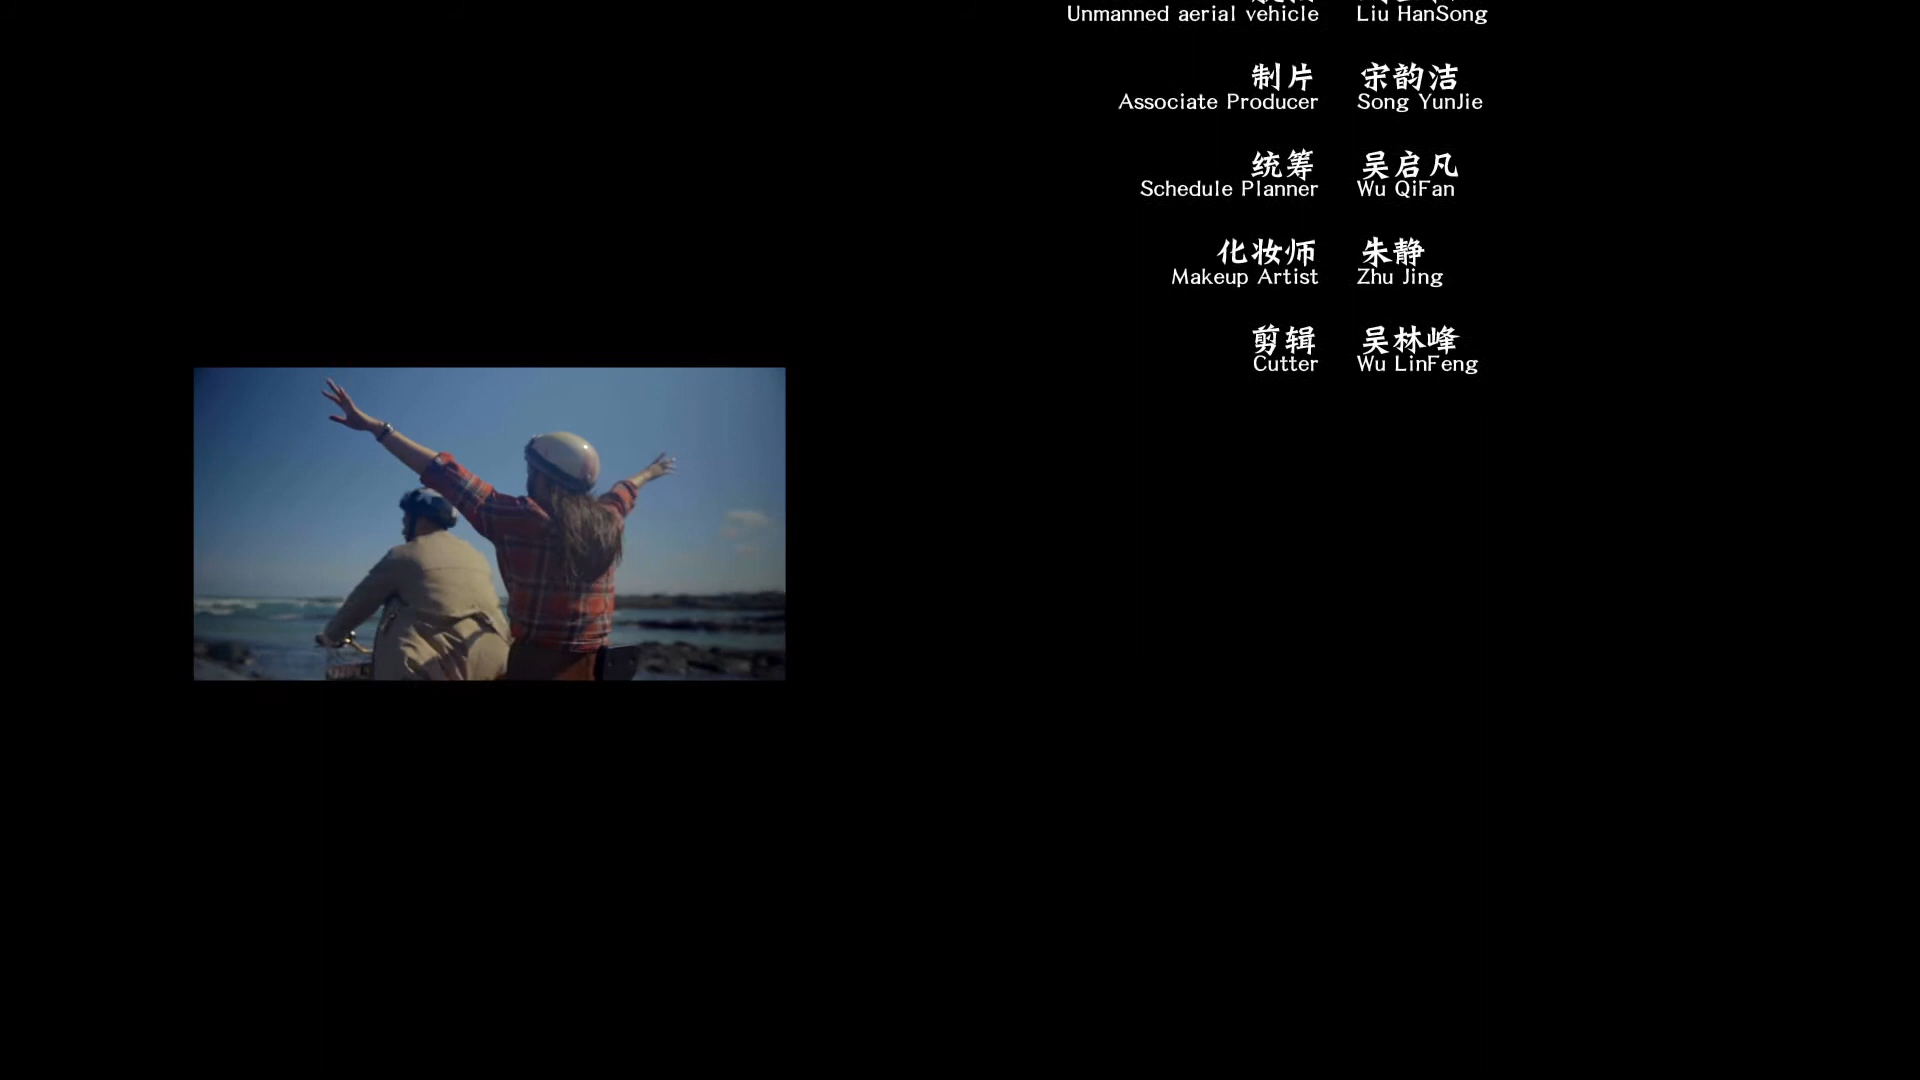 Unmanned aerial vehicle Liu HanSong
制片 宋韵洁
Associate Producer Song YunJie
统筹 吴启凡
Schedule Planner Wu QiFan
化妆师 朱静
Makeup Artist Zhu Jing
剪辑 吴林峰
Cutter Wu LinFeng